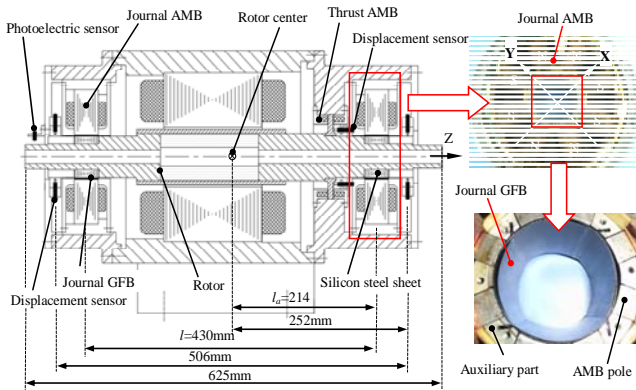 Journal AMB
Rotor center
Thrust AMB
Photoelectric sensor
Displacement sensor
Journal AMB
Y
X
Z
Journal GFB
Journal GFB
Rotor
Silicon steel sheet
Displacement sensor
lₐ=214
252mm
l=430mm
506mm
625mm
Auxiliary part
AMB pole